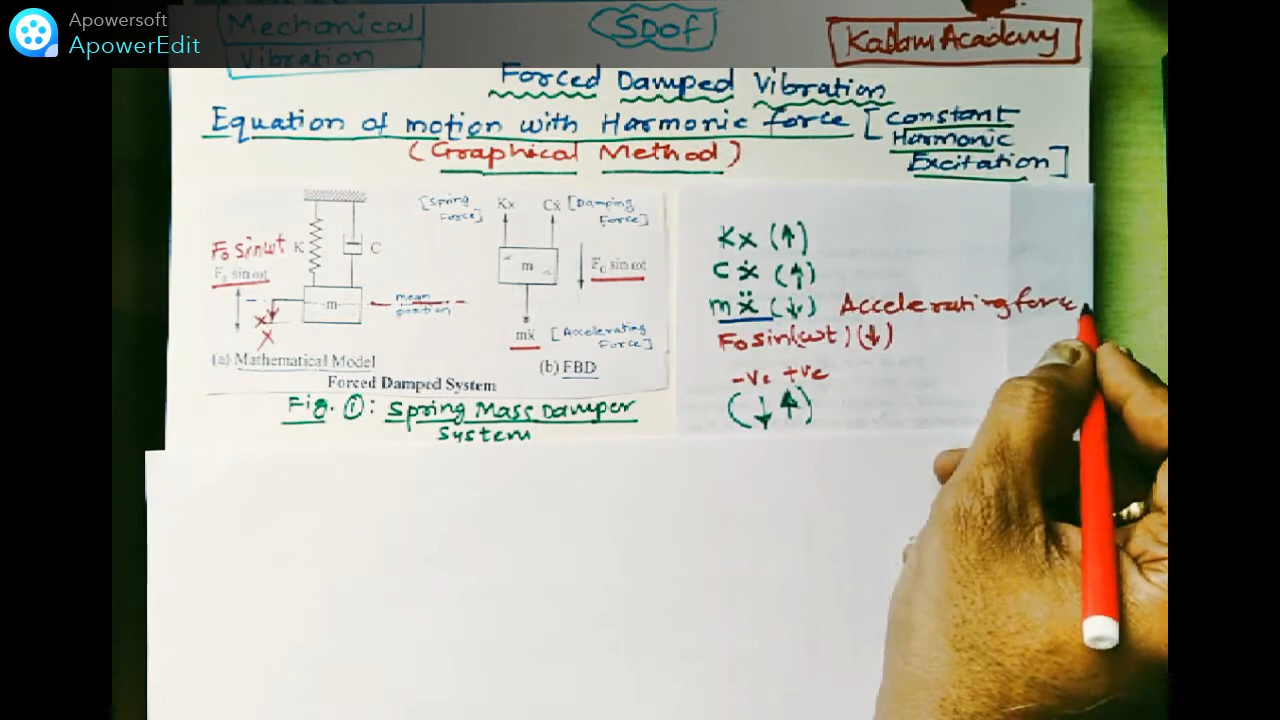 Apowersoft
ApowerEdit
Mechanical
Vibration
SDof
Kadam Academy
Forced Damped Vibration
Equation of motion with Harmonic force [Constant
Harmonic
Excitation]
(Graphical Method)
F₀ sinωt
F₀ sin ωt
K
C
m
x
X
mean
position
(a) Mathematical Model
[Spring
force]
Kx
Cẋ
[Damping
force]
m
F₀ sin ωt
mẍ
[Accelerating
Force]
(b) FBD
Forced Damped System
Fig. ①: Spring Mass Damper
System
Kx (↑)
Cẋ (↑)
mẍ (↓) Accelerating force
F₀ sin(ωt) (↓)
-ve +ve
(↓ ↑)